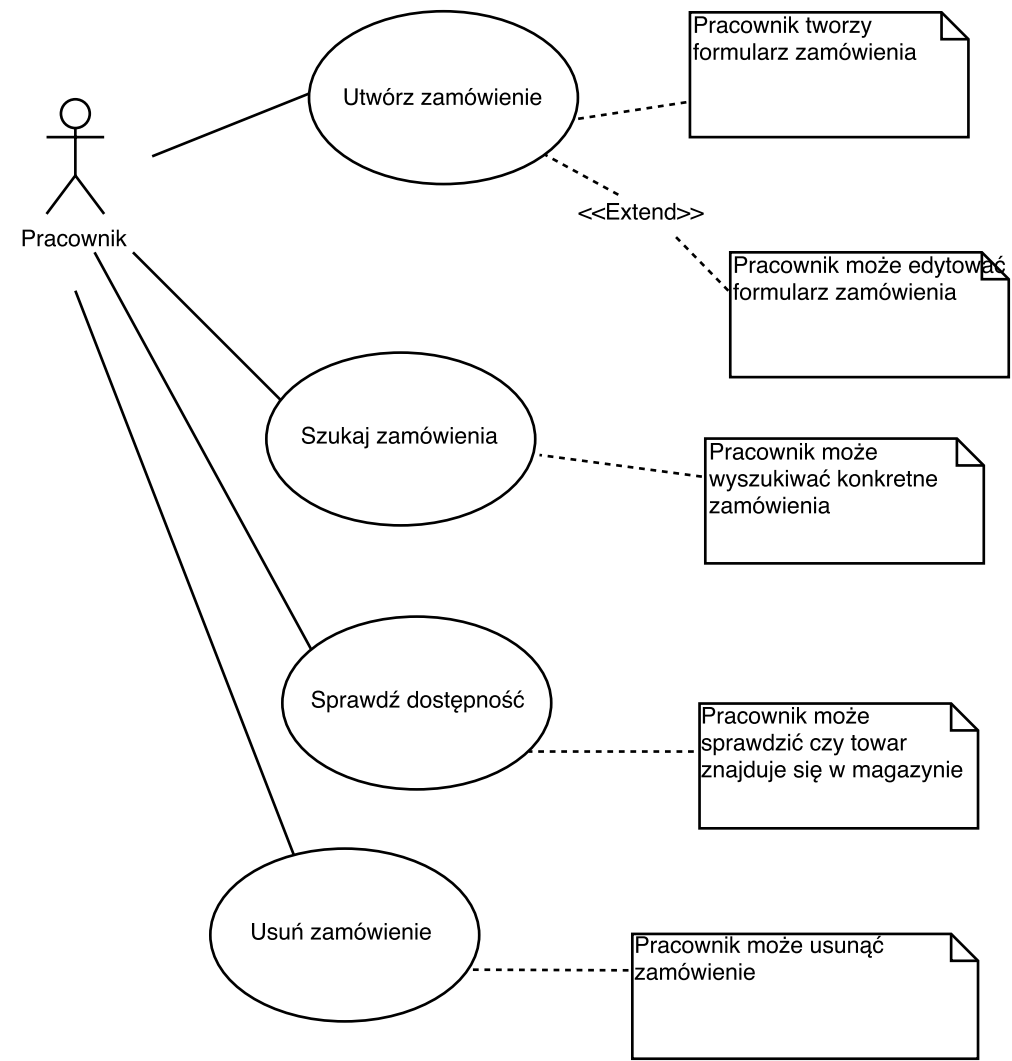 Pracownik tworzy
formularz zamówienia
Utwórz zamówienie
<<Extend>>
Pracownik
Pracownik może edytować
formularz zamówienia
Szukaj zamówienia
Pracownik może
wyszukiwać konkretne
zamówienia
Sprawdź dostępność
Pracownik może
sprawdzić czy towar
znajduje się w magazynie
Usuń zamówienie
Pracownik może usunąć
zamówienie